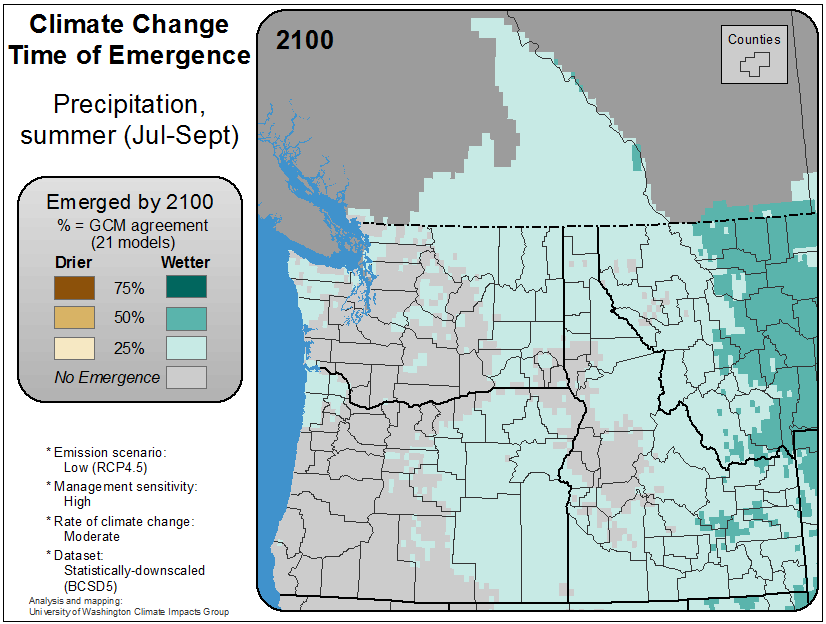 Climate Change
Time of Emergence
Precipitation,
summer (Jul-Sept)
Emerged by 2100
% = GCM agreement
(21 models)
Drier Wetter
75%
50%
25%
No Emergence
* Emission scenario:
Low (RCP4.5)
* Management sensitivity:
High
* Rate of climate change:
Moderate
* Dataset:
Statistically-downscaled
(BCSD5)
Analysis and mapping:
University of Washington Climate Impacts Group
2100
Counties